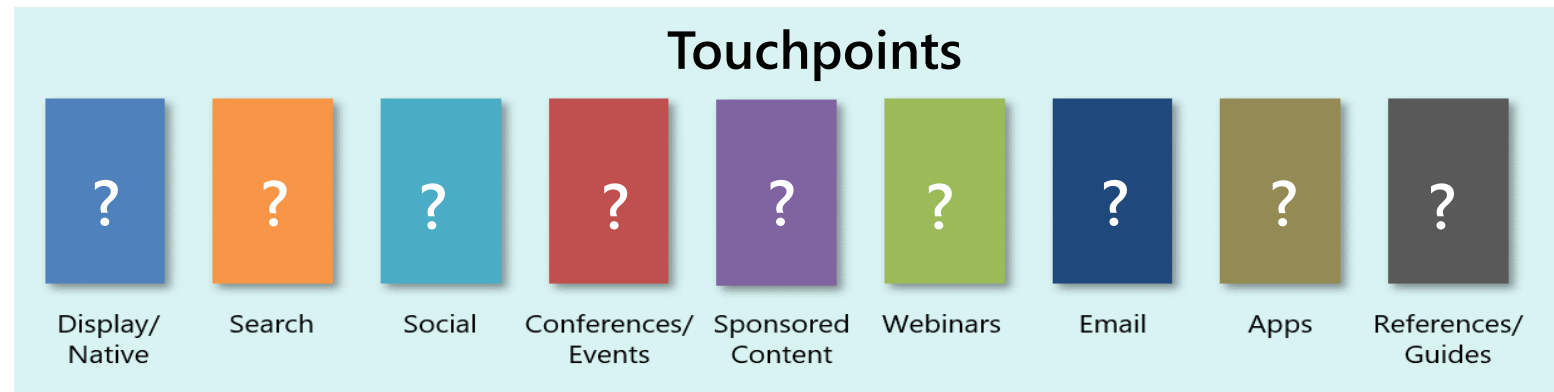 Touchpoints
? ? ? ? ? ? ? ? ?
Display/
Native
Search
Social
Conferences/
Events
Sponsored
Content
Webinars
Email
Apps
References/
Guides